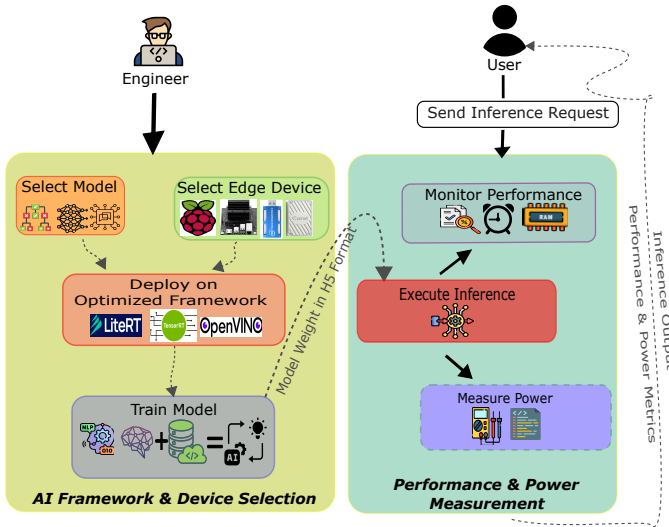 Engineer
User
Send Inference Request
Select Model
Select Edge Device
Deploy on
Optimized Framework
LiteRT
TensorRT
OpenVINO
Train Model
NLP
010
AI
AI Framework & Device Selection
Model Weight in H5 Format
Monitor Performance
RAM
Execute Inference
Measure Power
Performance & Power
Measurement
Inference Output
Performance & Power Metrics